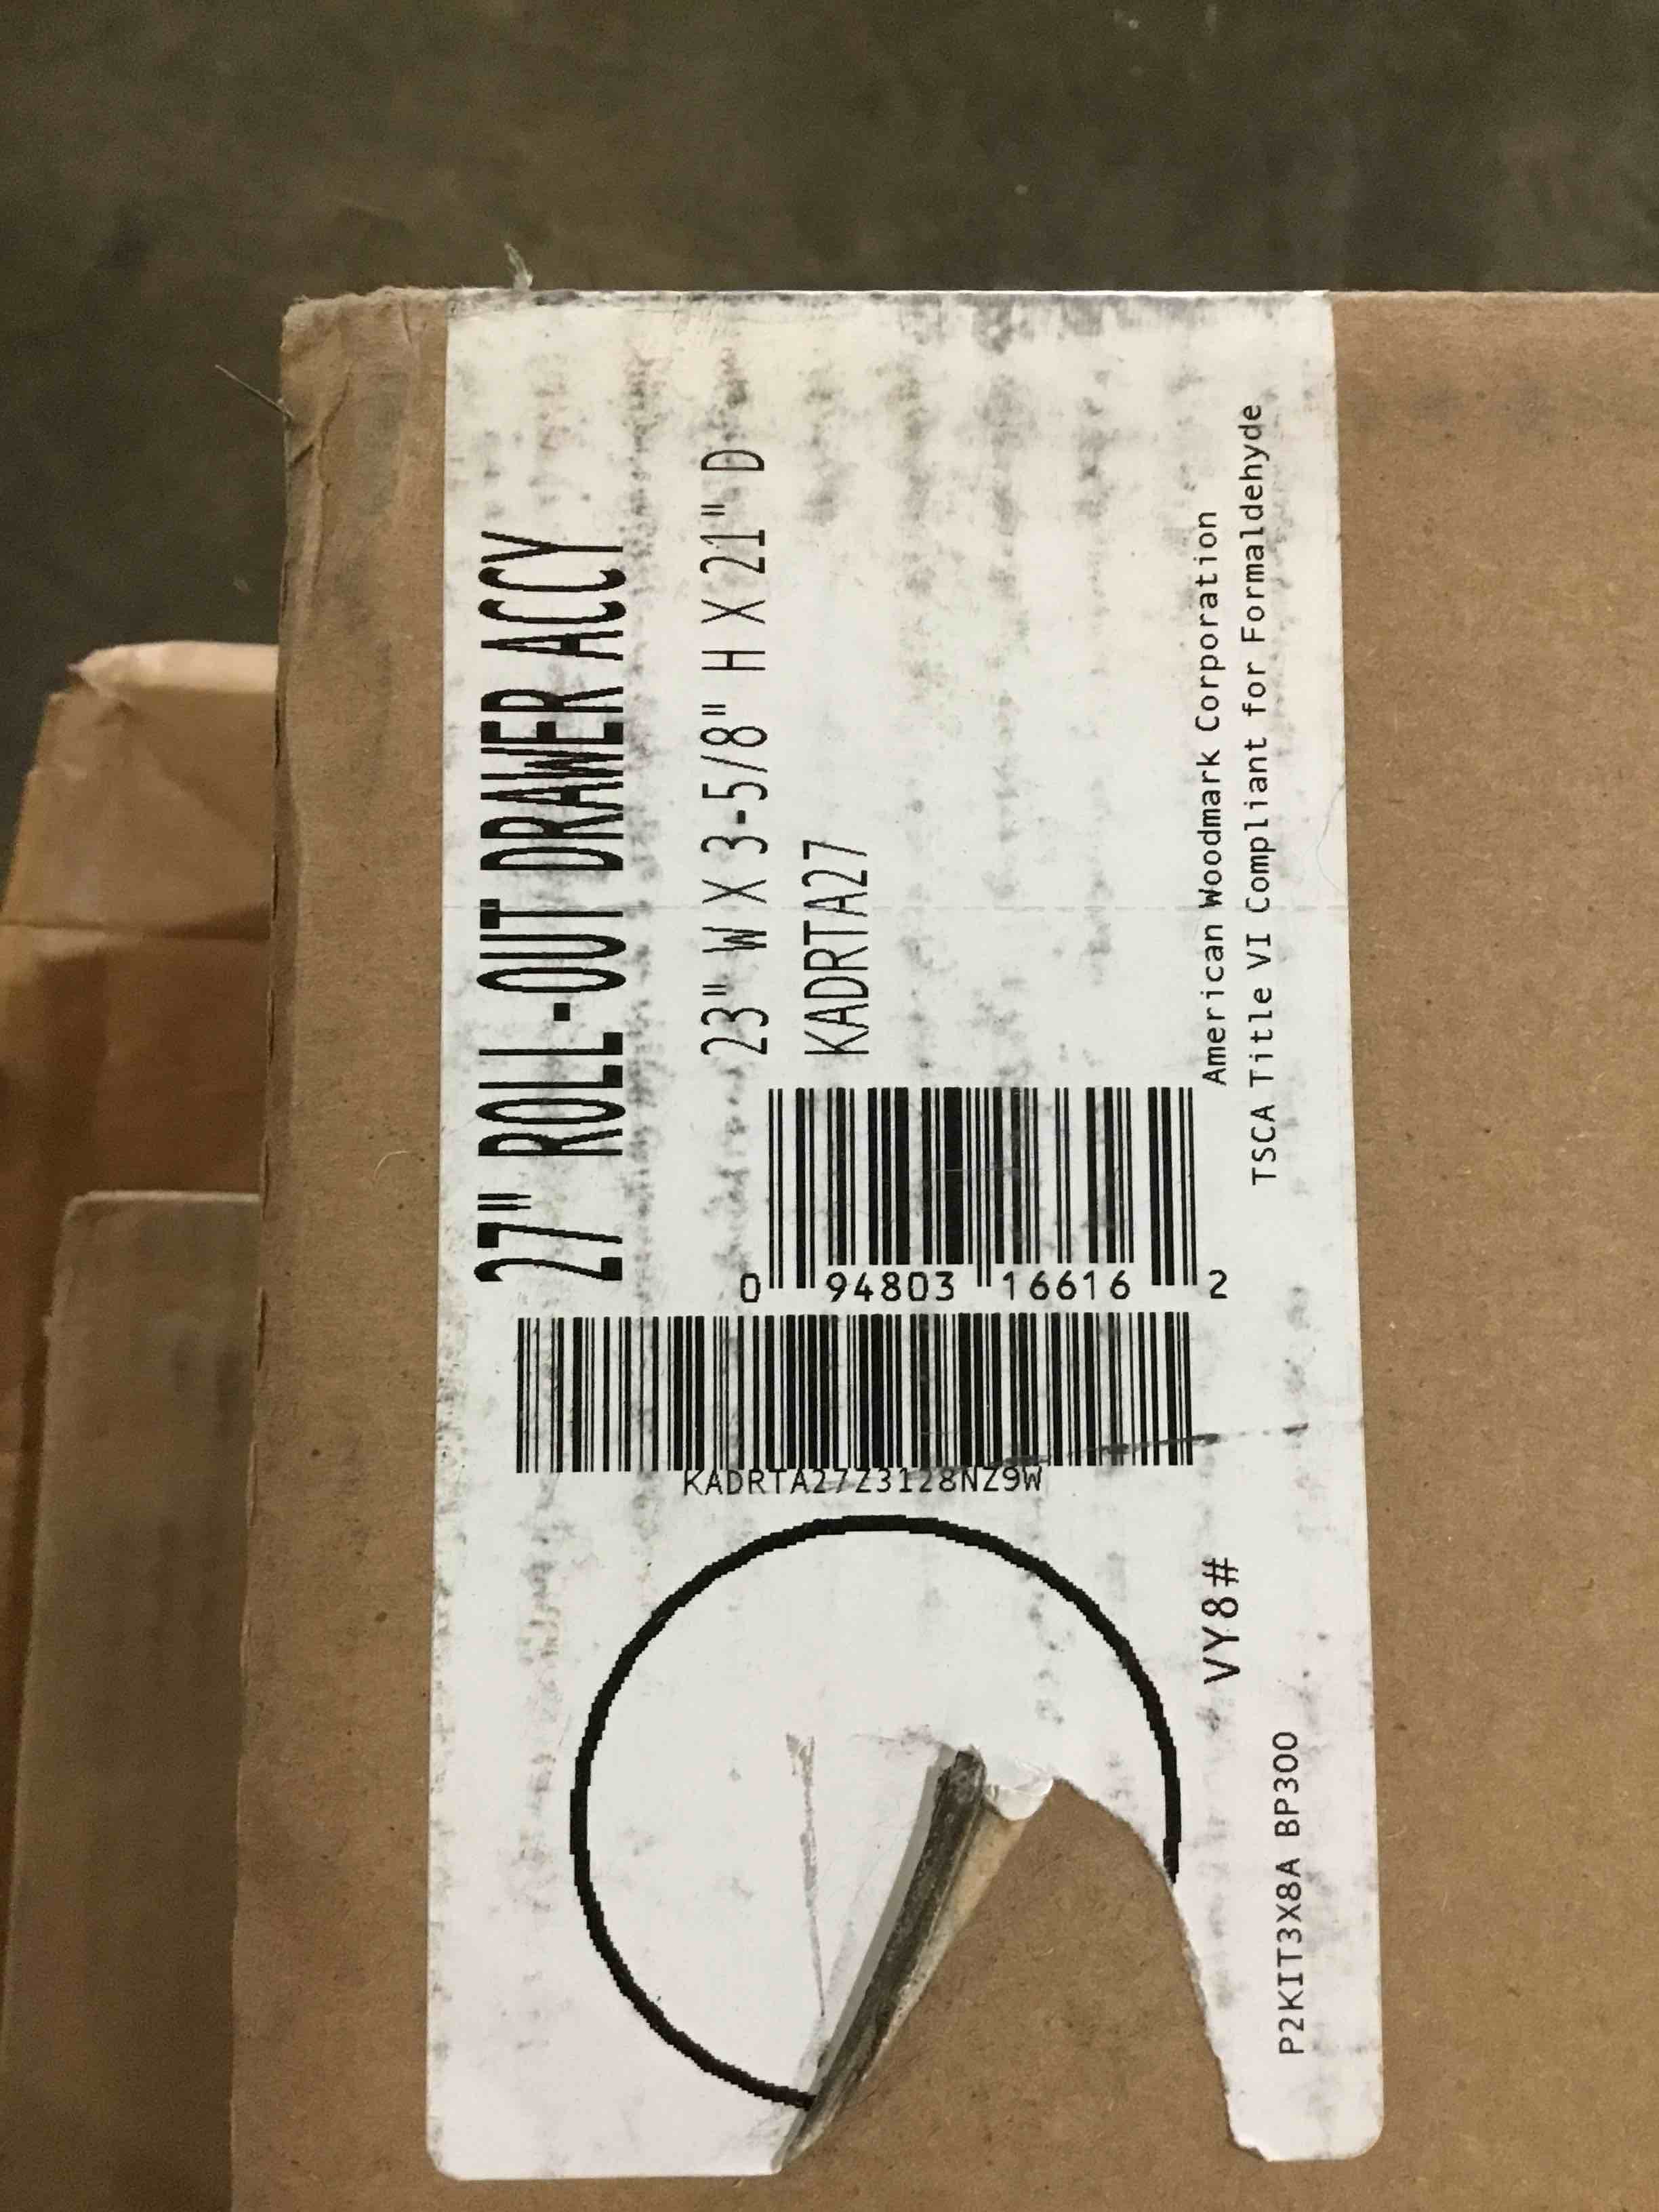 27" ROLL-OUT DRAWER ACCY
23" W X 3-5/8" H X 21" D
KADRTA27
0 94803 16616 2
KADRTA27Z3128NZ9W
American Woodmark Corporation
TSCA Title VI Compliant for Formaldehyde
VY8#
P2KIT3X8A BP300